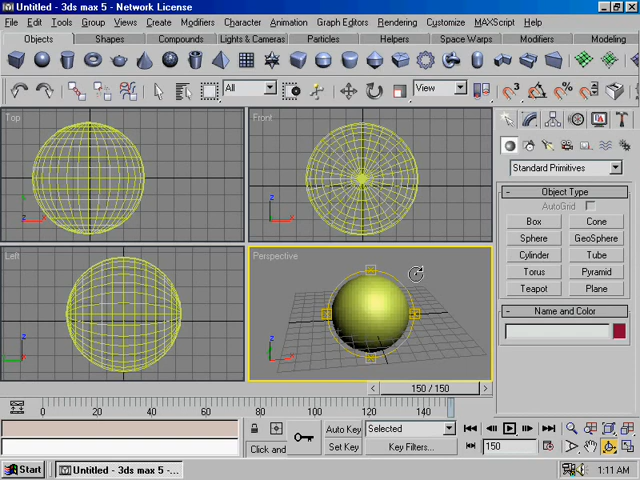 Untitled - 3ds max 5 - Network License
File Edit Tools Group Views Create Modifiers Character Animation Graph Editors Rendering Customize MAXScript Help
Objects Shapes Compounds Lights & Cameras Particles Helpers Space Warps Modifiers Modeling
All View
Top Front
Standard Primitives
- Object Type
AutoGrid
Box Cone
Sphere GeoSphere
Cylinder Tube
Torus Pyramid
Teapot Plane
Left Perspective
- Name and Color
< 150 / 150 >
0 20 40 60 80 100 120 140
Auto Key Selected
Click and Set Key Key Filters... 150
Start Untitled - 3ds max 5 -... 1:11 AM